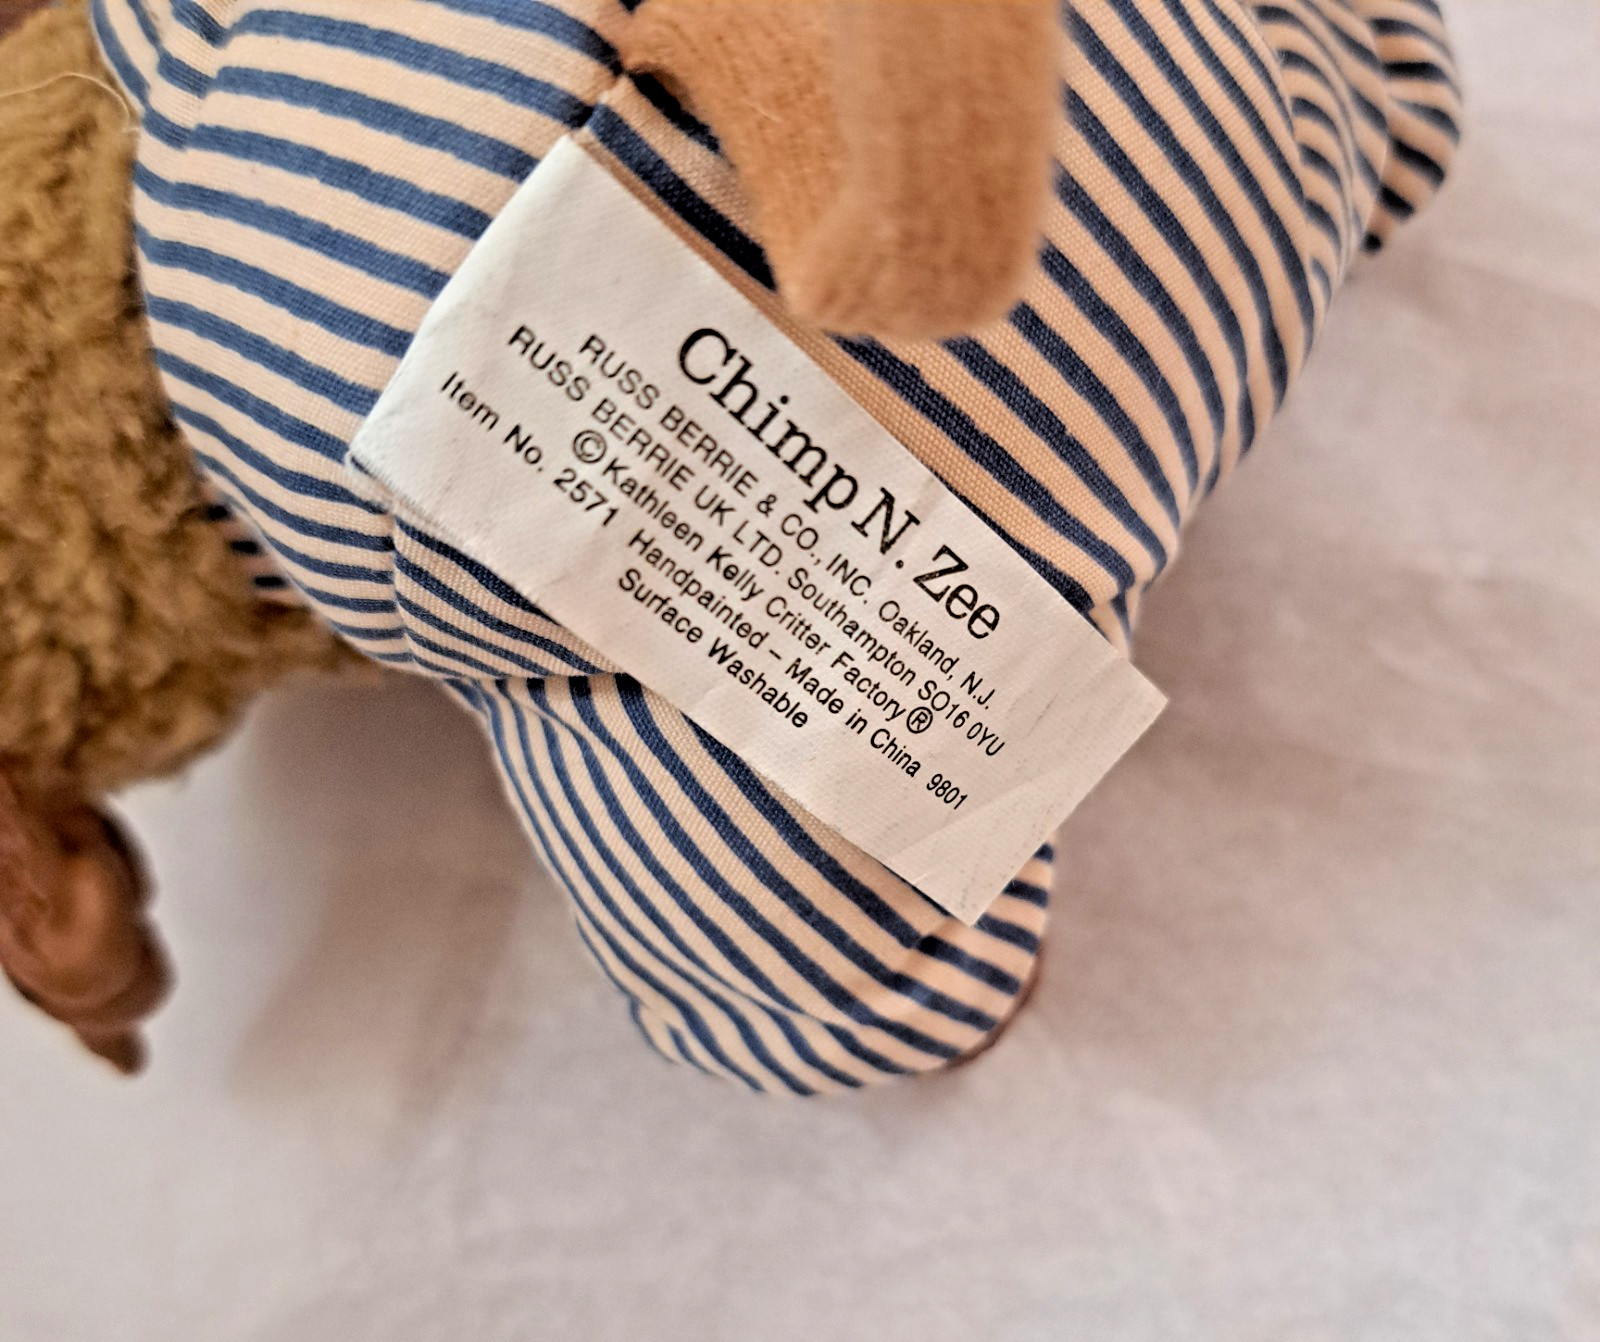 Chimp N. Zee
RUSS BERRIE & CO., INC. Oakland, N.J.
RUSS BERRIE UK LTD. Southampton SO16 0YU
©Kathleen Kelly Critter Factory®
Item No. 2571 Handpainted – Made in China 9801
Surface Washable